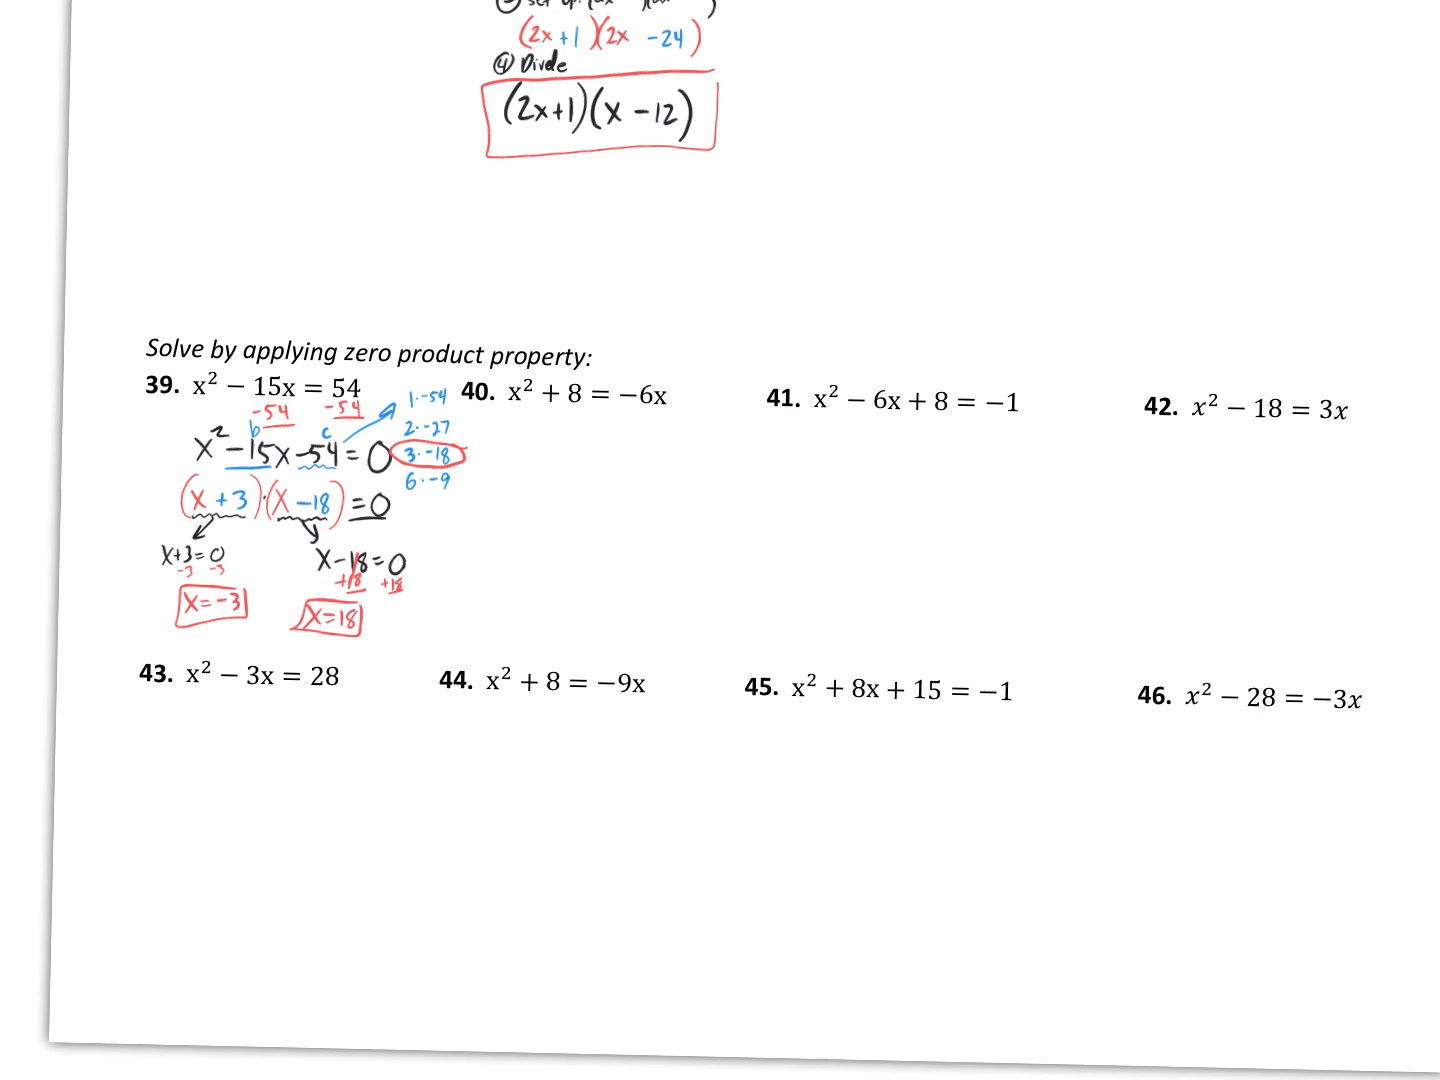 (2x +1)(2x -24)
④ Divide
(2x+1)(x -12)
Solve by applying zero product property:
39. x² − 15x = 54
40. x² + 8 = −6x
41. x² − 6x + 8 = −1
42. x² − 18 = 3x
-54 -54
1·-54
b c
2·-27
x² -15x -54 = 0
3·-18
6·-9
(x +3)·(x -18) =0
x+3=0 x-18=0
-3 -3 +18 +18
x=-3 x=18
43. x² − 3x = 28
44. x² + 8 = −9x
45. x² + 8x + 15 = −1
46. x² − 28 = −3x